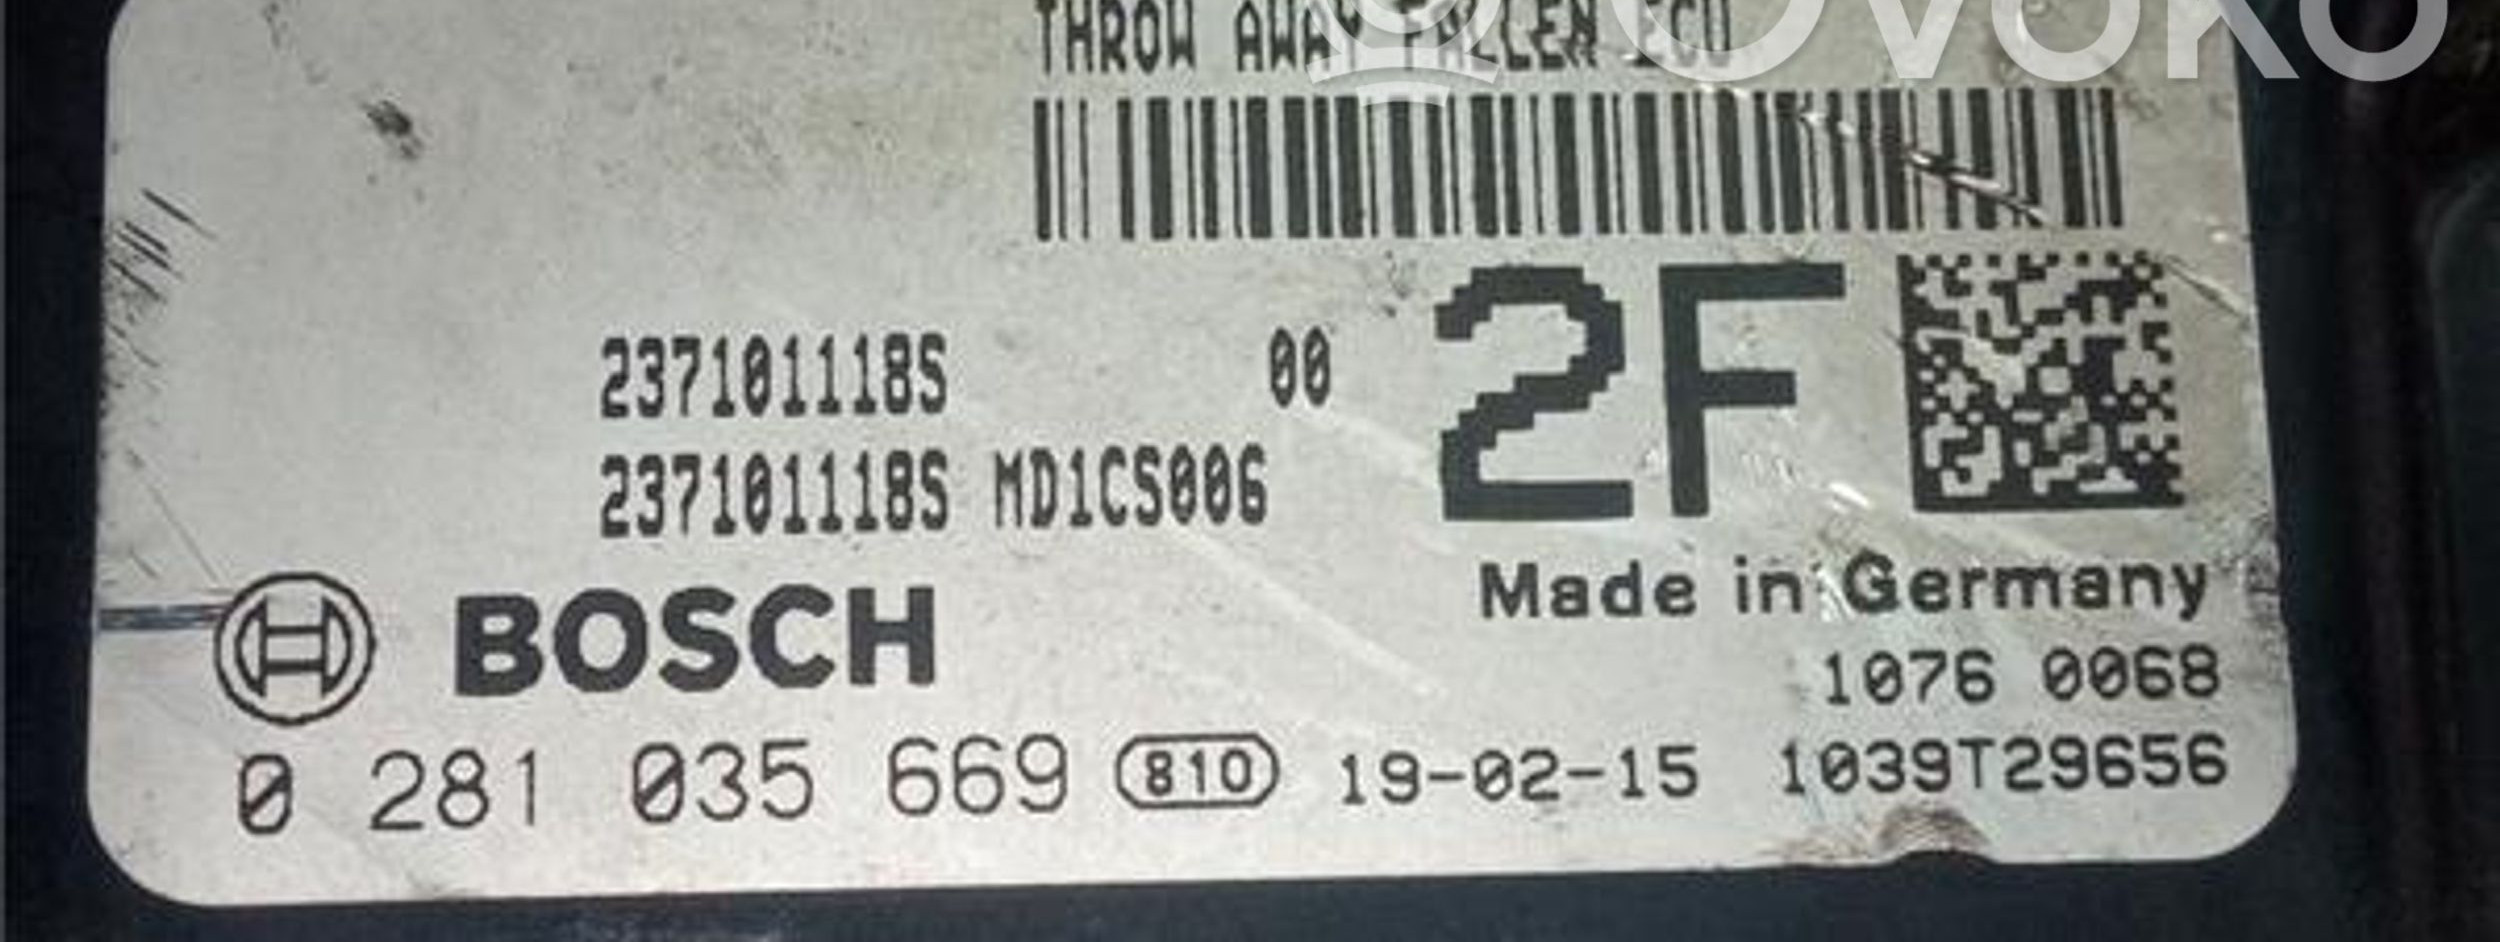 OVOKO
THROW AWAY FALLEN ECU
237101118S 00
2F
237101118S MD1CS006
Made in Germany
BOSCH
1076 0068
0 281 035 669 810 19-02-15 1039T29656